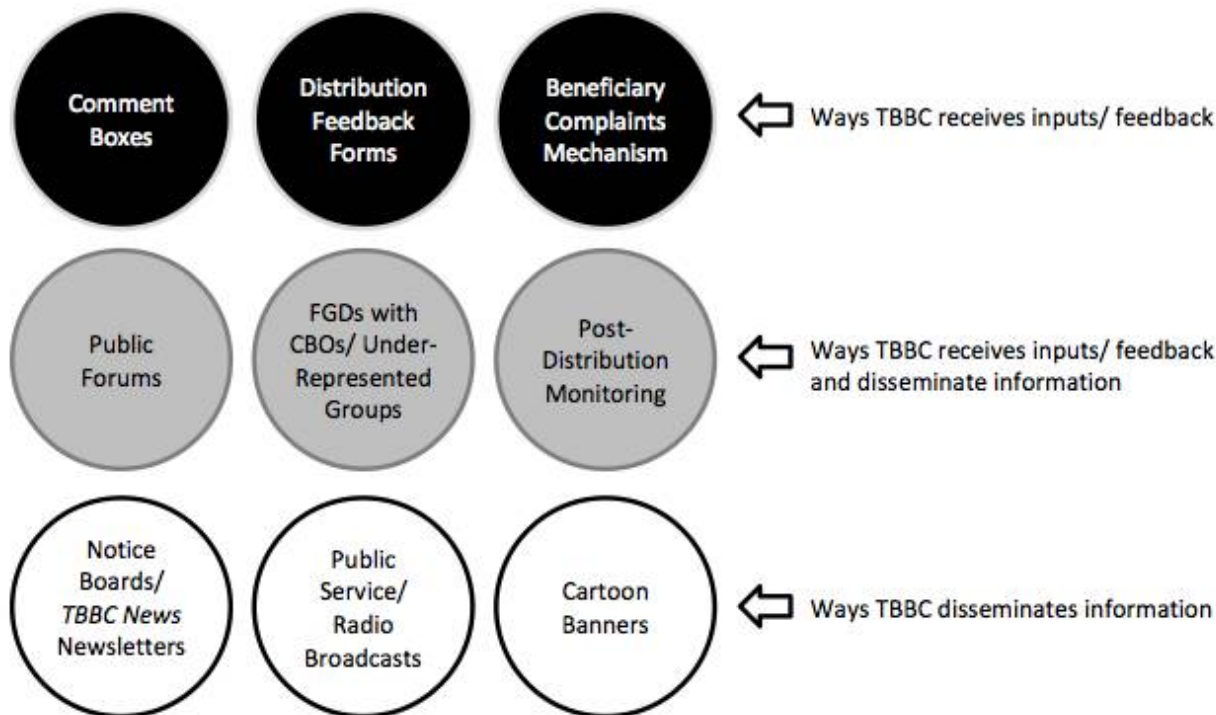 Comment
Boxes
Distribution
Feedback
Forms
Beneficiary
Complaints
Mechanism
Ways TBBC receives inputs/ feedback
Public
Forums
FGDs with
CBOs/ Under-
Represented
Groups
Post-
Distribution
Monitoring
Ways TBBC receives inputs/ feedback
and disseminate information
Notice
Boards/
TBBC News
Newsletters
Public
Service/
Radio
Broadcasts
Cartoon
Banners
Ways TBBC disseminates information